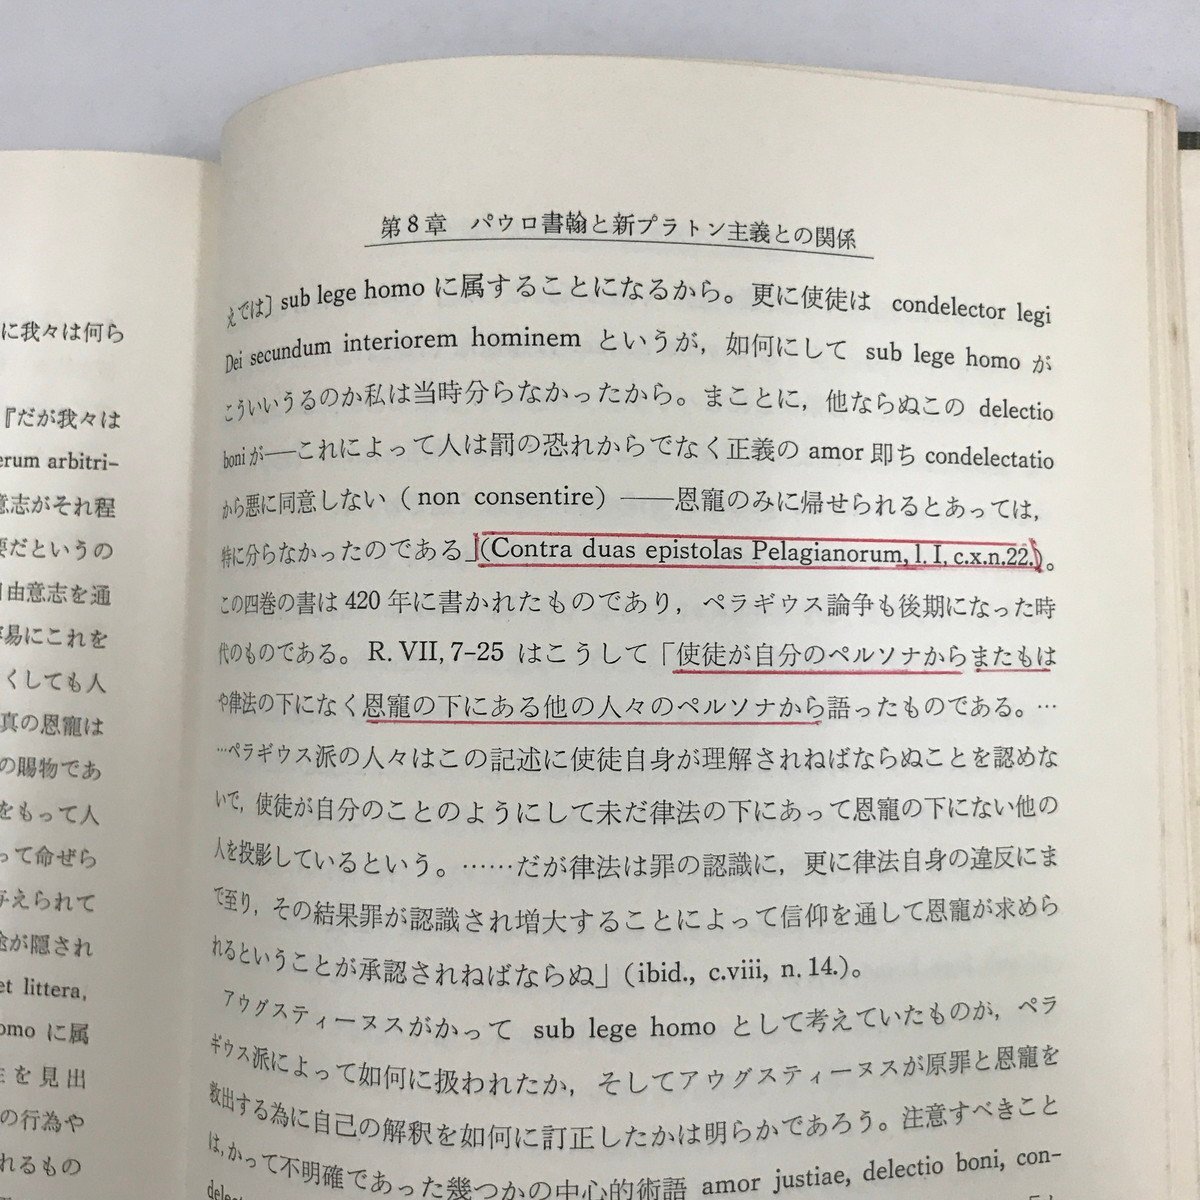 に我々は何ら
『だが我々は
erum arbitri-
意志がそれ程
要だというの
自由意志を通
容易にこれを
くしても人
真の恩寵は
の賜物であ
をもって人
って命ぜら
与えられて
途が隠され
et littera,
omo に属
を見出
の行為や
れるもの
第8章 パウロ書翰と新プラトン主義との関係
えでは〕sub lege homo に属することになるから。更に使徒は condelector legi
Dei secundum interiorem hominem というが，如何にして sub lege homo が
こういいうるのか私は当時分らなかったから。まことに，他ならぬこの delectio
boni が──これによって人は罰の恐れからでなく正義の amor 即ち condelectatio
から悪に同意しない（non consentire）──恩寵のみに帰せられるとあっては，
特に分らなかったのである」(Contra duas epistolas Pelagianorum, l. I, c.x.n.22.)。
この四巻の書は 420 年に書かれたものであり，ペラギウス論争も後期になった時
代のものである。R. VII, 7–25 はこうして「使徒が自分のペルソナからまたもは
や律法の下になく恩寵の下にある他の人々のペルソナから語ったものである。…
…ペラギウス派の人々はこの記述に使徒自身が理解されねばならぬことを認めな
いで，使徒が自分のことのようにして未だ律法の下にあって恩寵の下にない他の
人を投影しているという。……だが律法は罪の認識に，更に律法自身の違反にま
で至り，その結果罪が認識され増大することによって信仰を通して恩寵が求めら
れるということが承認されねばならぬ」(ibid., c.viii, n. 14.)。
アウグスティーヌスがかって sub lege homo として考えていたものが，ペラ
ギウス派によって如何に扱われたか，そしてアウグスティーヌスが原罪と恩寵を
救出する為に自己の解釈を如何に訂正したかは明らかであろう。注意すべきこと
は，かって不明確であった幾つかの中心的術語 amor justiae, delectio boni, con-